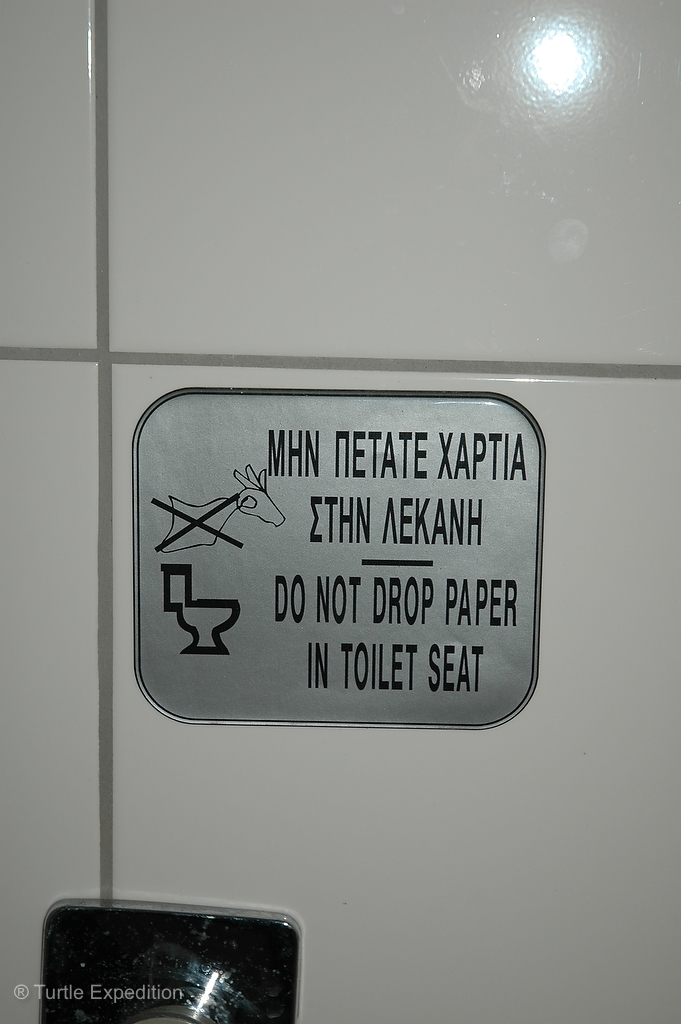 ΜΗΝ ΠΕΤΑΤΕ ΧΑΡΤΙΑ
ΣΤΗΝ ΛΕΚΑΝΗ
DO NOT DROP PAPER
IN TOILET SEAT
® Turtle Expedition